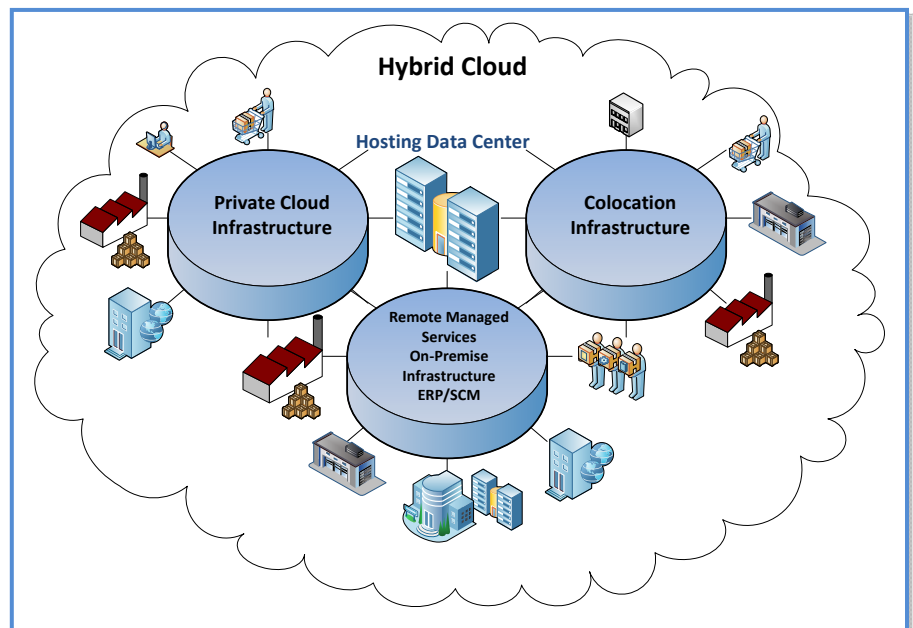 Hybrid Cloud
Hosting Data Center
Private Cloud
Infrastructure
Colocation
Infrastructure
Remote Managed
Services
On-Premise
Infrastructure
ERP/SCM